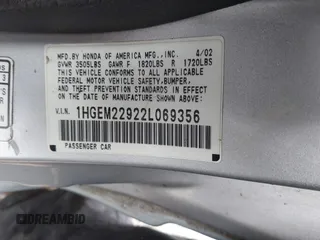 MFD. BY HONDA OF AMERICA MFG., INC. 4/02
GVWR 3505LBS GAWR F 1820LBS R 1720LBS
THIS VEHICLE CONFORMS TO ALL APPLICABLE
FEDERAL MOTOR VEHICLE SAFETY, BUMPER,
AND THEFT PREVENTION STANDARDS IN EFFECT
ON THE DATE OF MANUFACTURE SHOWN ABOVE.
V.I.N. 1HGEM22922L069356
PASSENGER CAR
DREAMBID